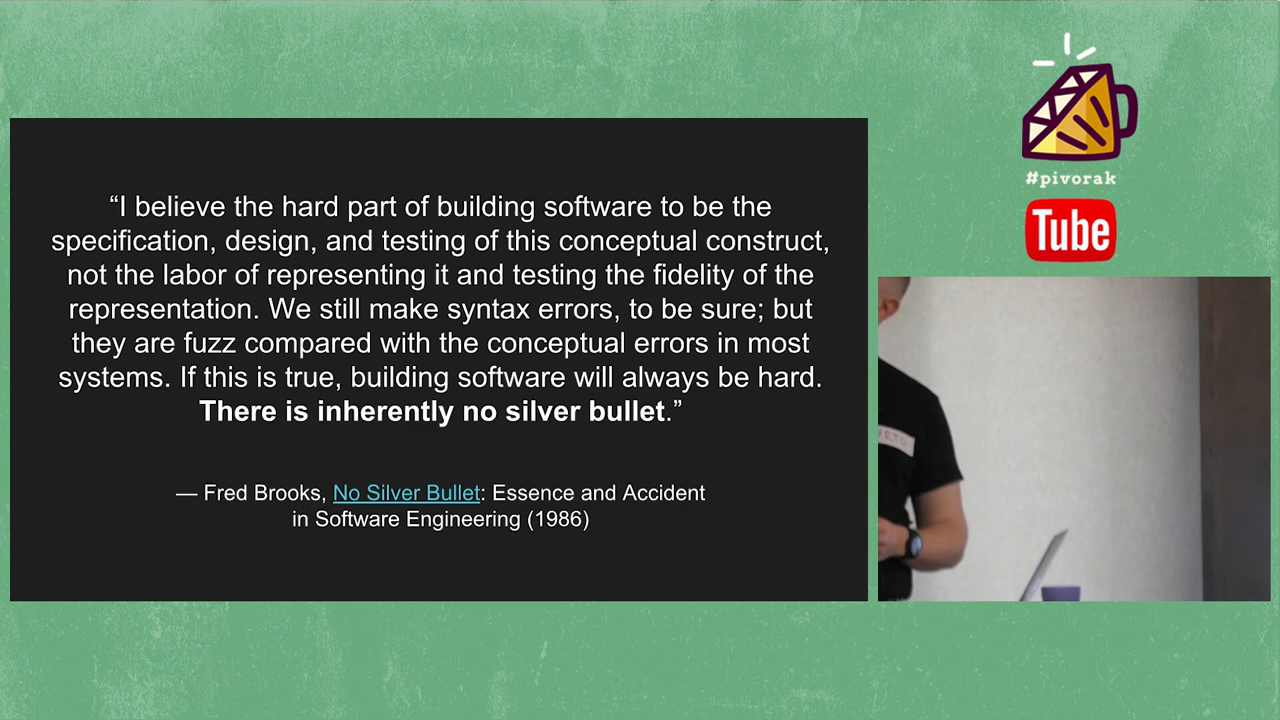 “I believe the hard part of building software to be the
specification, design, and testing of this conceptual construct,
not the labor of representing it and testing the fidelity of the
representation. We still make syntax errors, to be sure; but
they are fuzz compared with the conceptual errors in most
systems. If this is true, building software will always be hard.
There is inherently no silver bullet.”
— Fred Brooks, No Silver Bullet: Essence and Accident
in Software Engineering (1986)
#pivorak
Tube